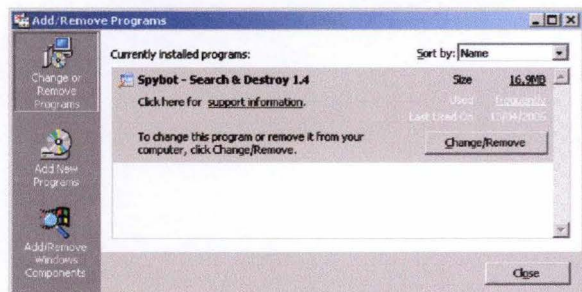 Add/Remove Programs
Change or
Remove
Programs
Add New
Programs
Add/Remove
Windows
Components
Currently installed programs:
Sort by: Name
Spybot - Search & Destroy 1.4
Size 16.9MB
Click here for support information.
Used frequently
Last Used On
To change this program or remove it from your
computer, click Change/Remove.
Change/Remove
Close